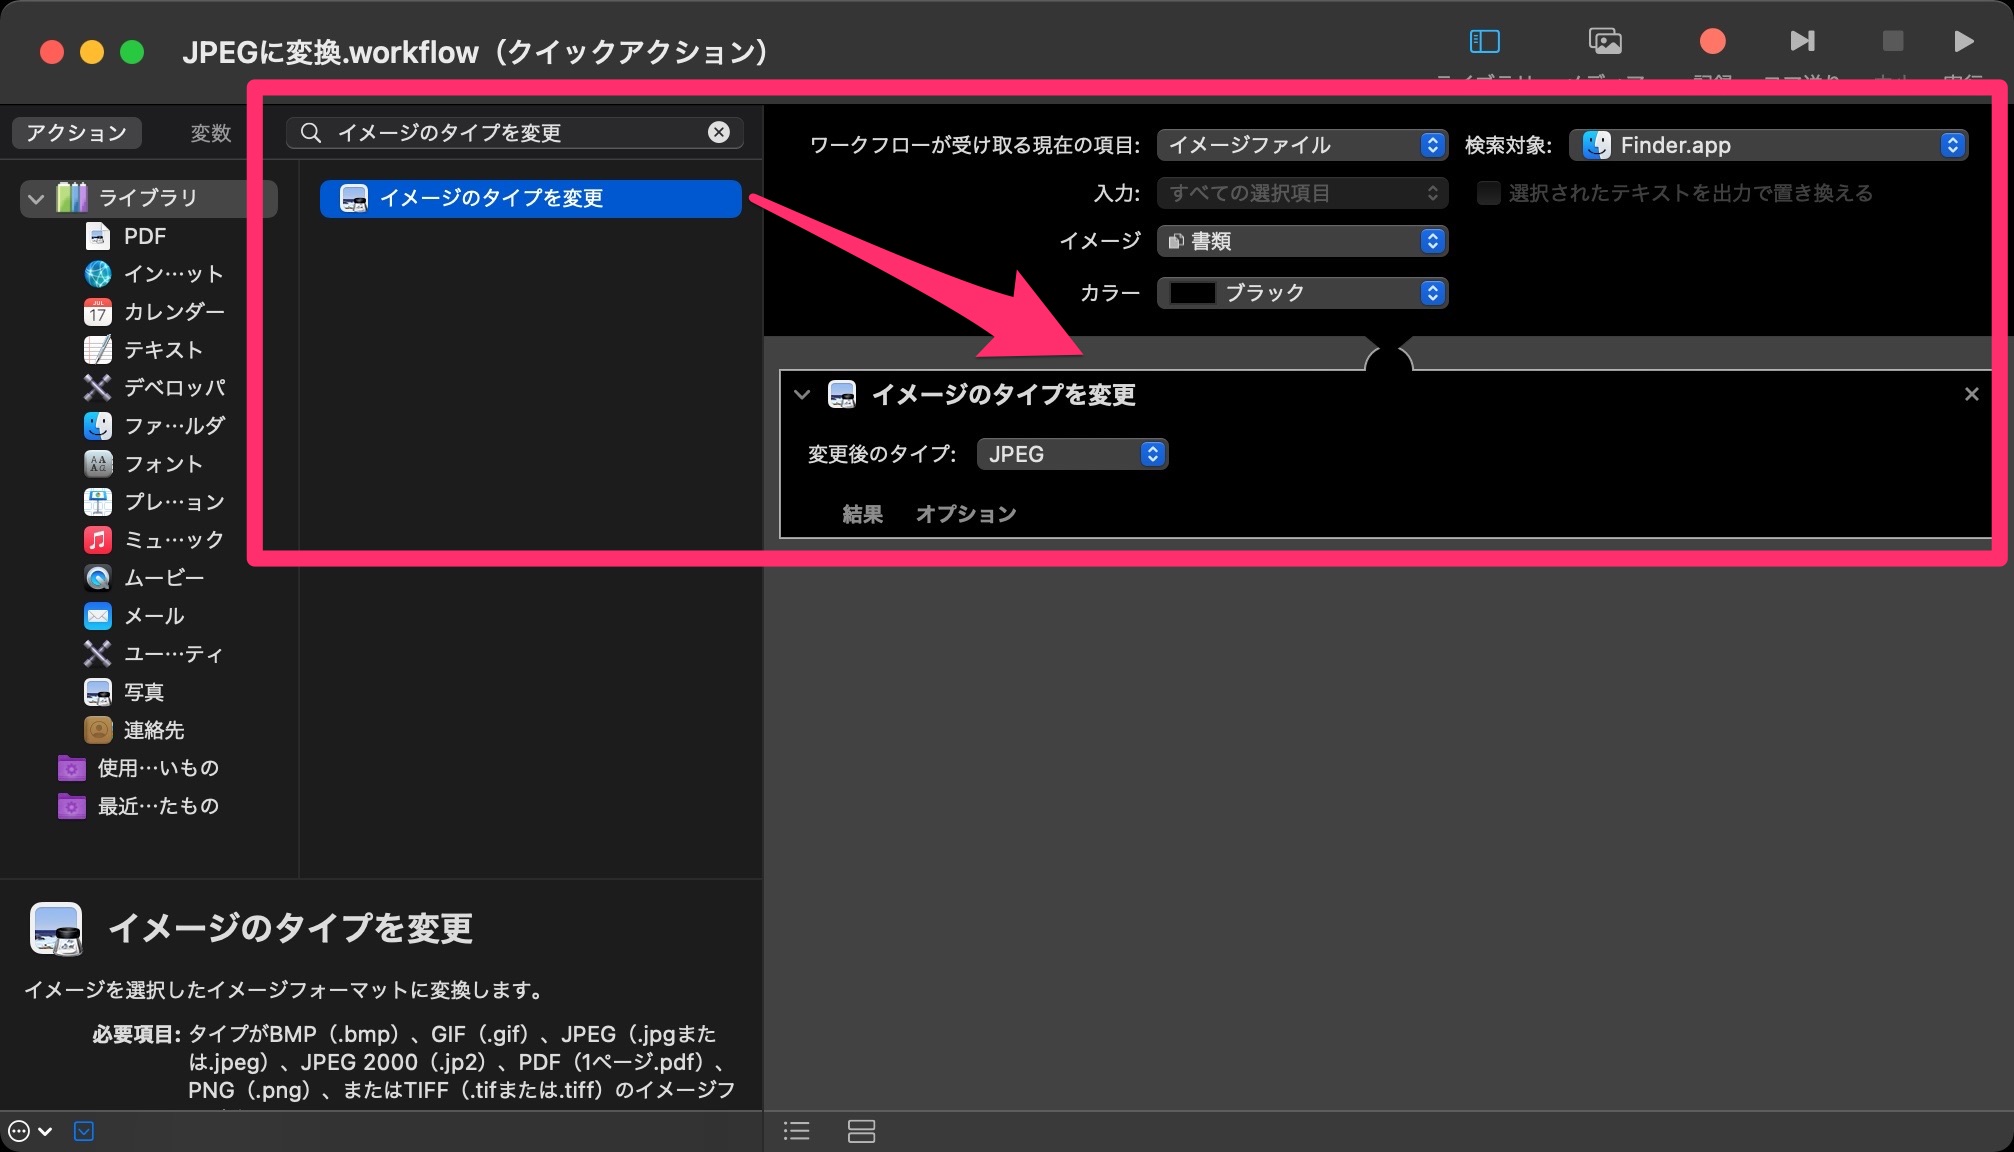 JPEGに変換.workflow（クイックアクション）
アクション
変数
イメージのタイプを変更
ライブラリ
PDF
イン…ット
カレンダー
JUL
17
テキスト
デベロッパ
ファ…ルダ
フォント
プレ…ョン
ミュ…ック
ムービー
メール
ユー…ティ
写真
連絡先
使用…いもの
最近…たもの
イメージのタイプを変更
ワークフローが受け取る現在の項目: イメージファイル 検索対象: Finder.app
入力: すべての選択項目 選択されたテキストを出力で置き換える
イメージ 書類
カラー ブラック
イメージのタイプを変更
変更後のタイプ: JPEG
結果 オプション
イメージのタイプを変更
イメージを選択したイメージフォーマットに変換します。
必要項目: タイプがBMP（.bmp）、GIF（.gif）、JPEG（.jpgまた
は.jpeg）、JPEG 2000（.jp2）、PDF（1ページ.pdf）、
PNG（.png）、またはTIFF（.tifまたは.tiff）のイメージフ